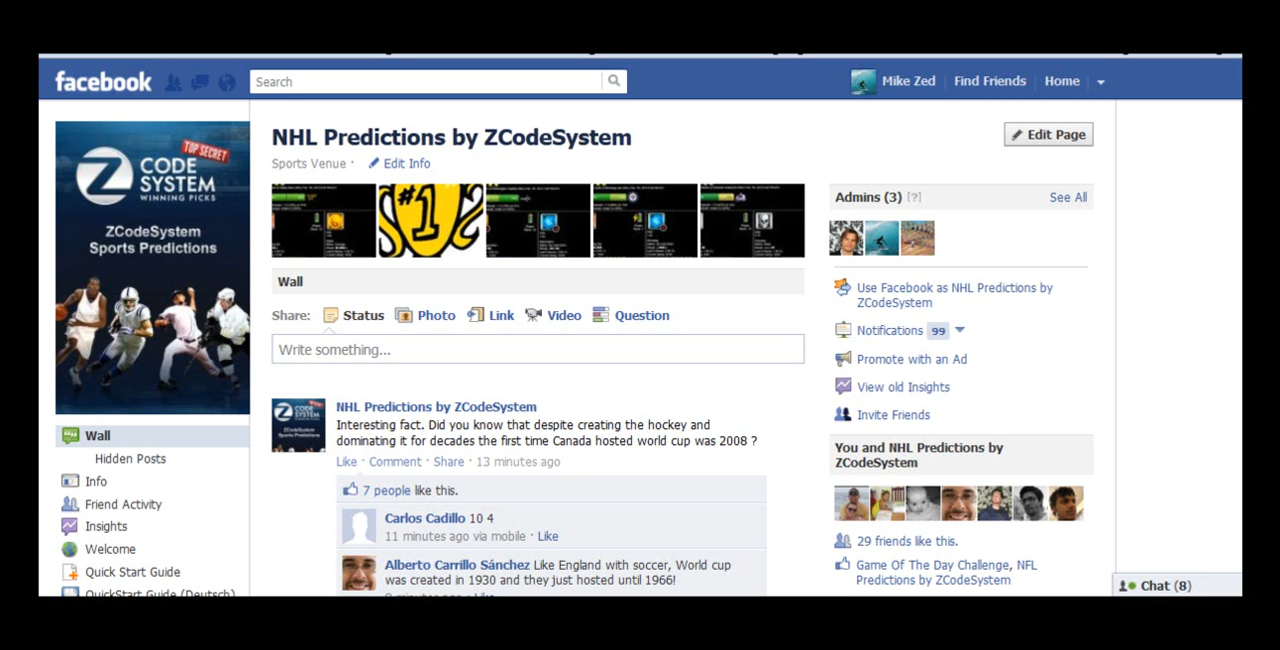 facebook
Search
Mike Zed
Find Friends
Home
TOP SECRET
Z CODE
SYSTEM
WINNING PICKS
ZCodeSystem
Sports Predictions
NHL Predictions by ZCodeSystem
Edit Page
Sports Venue · Edit Info
#1
Admins (3) [?]
See All
Wall
Share: Status Photo Link Video Question
Write something...
Use Facebook as NHL Predictions by
ZCodeSystem
Notifications 99
Promote with an Ad
View old Insights
Invite Friends
NHL Predictions by ZCodeSystem
Interesting fact. Did you know that despite creating the hockey and
dominating it for decades the first time Canada hosted world cup was 2008 ?
Like · Comment · Share · 13 minutes ago
7 people like this.
Carlos Cadillo 10 4
11 minutes ago via mobile · Like
Alberto Carrillo Sánchez Like England with soccer, World cup
was created in 1930 and they just hosted until 1966!
Wall
Hidden Posts
Info
Friend Activity
Insights
Welcome
Quick Start Guide
QuickStart Guide (Deutsch)
You and NHL Predictions by
ZCodeSystem
29 friends like this.
Game Of The Day Challenge, NFL
Predictions by ZCodeSystem
Chat (8)